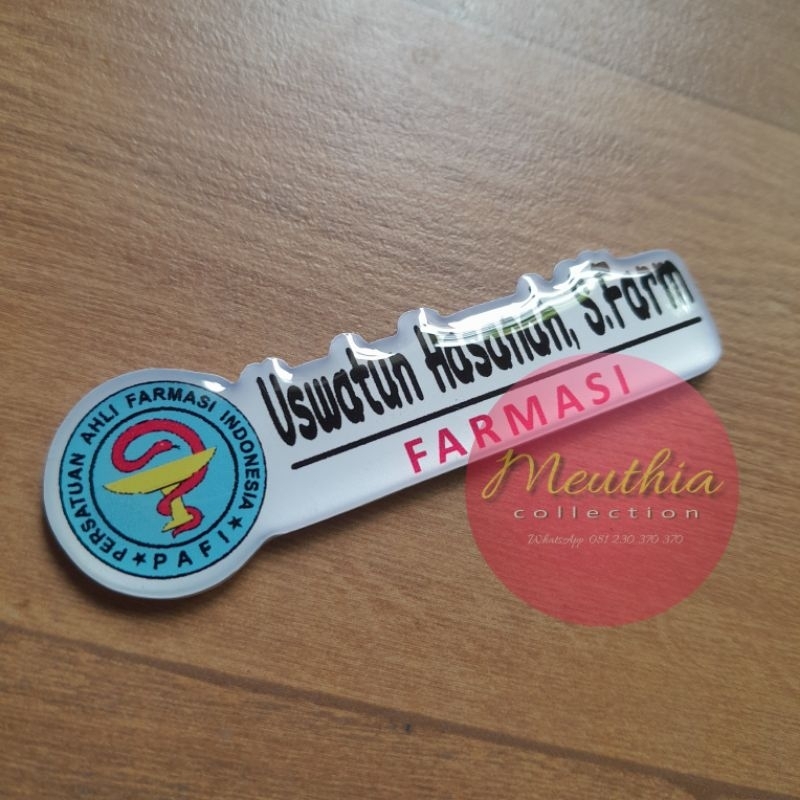 PERSATUAN AHLI FARMASI INDONESIA
★ PAFI ★
Uswatun Hasanah, S.Farm
FARMASI
Meuthia
collection
WhatsApp 081 230 370 370